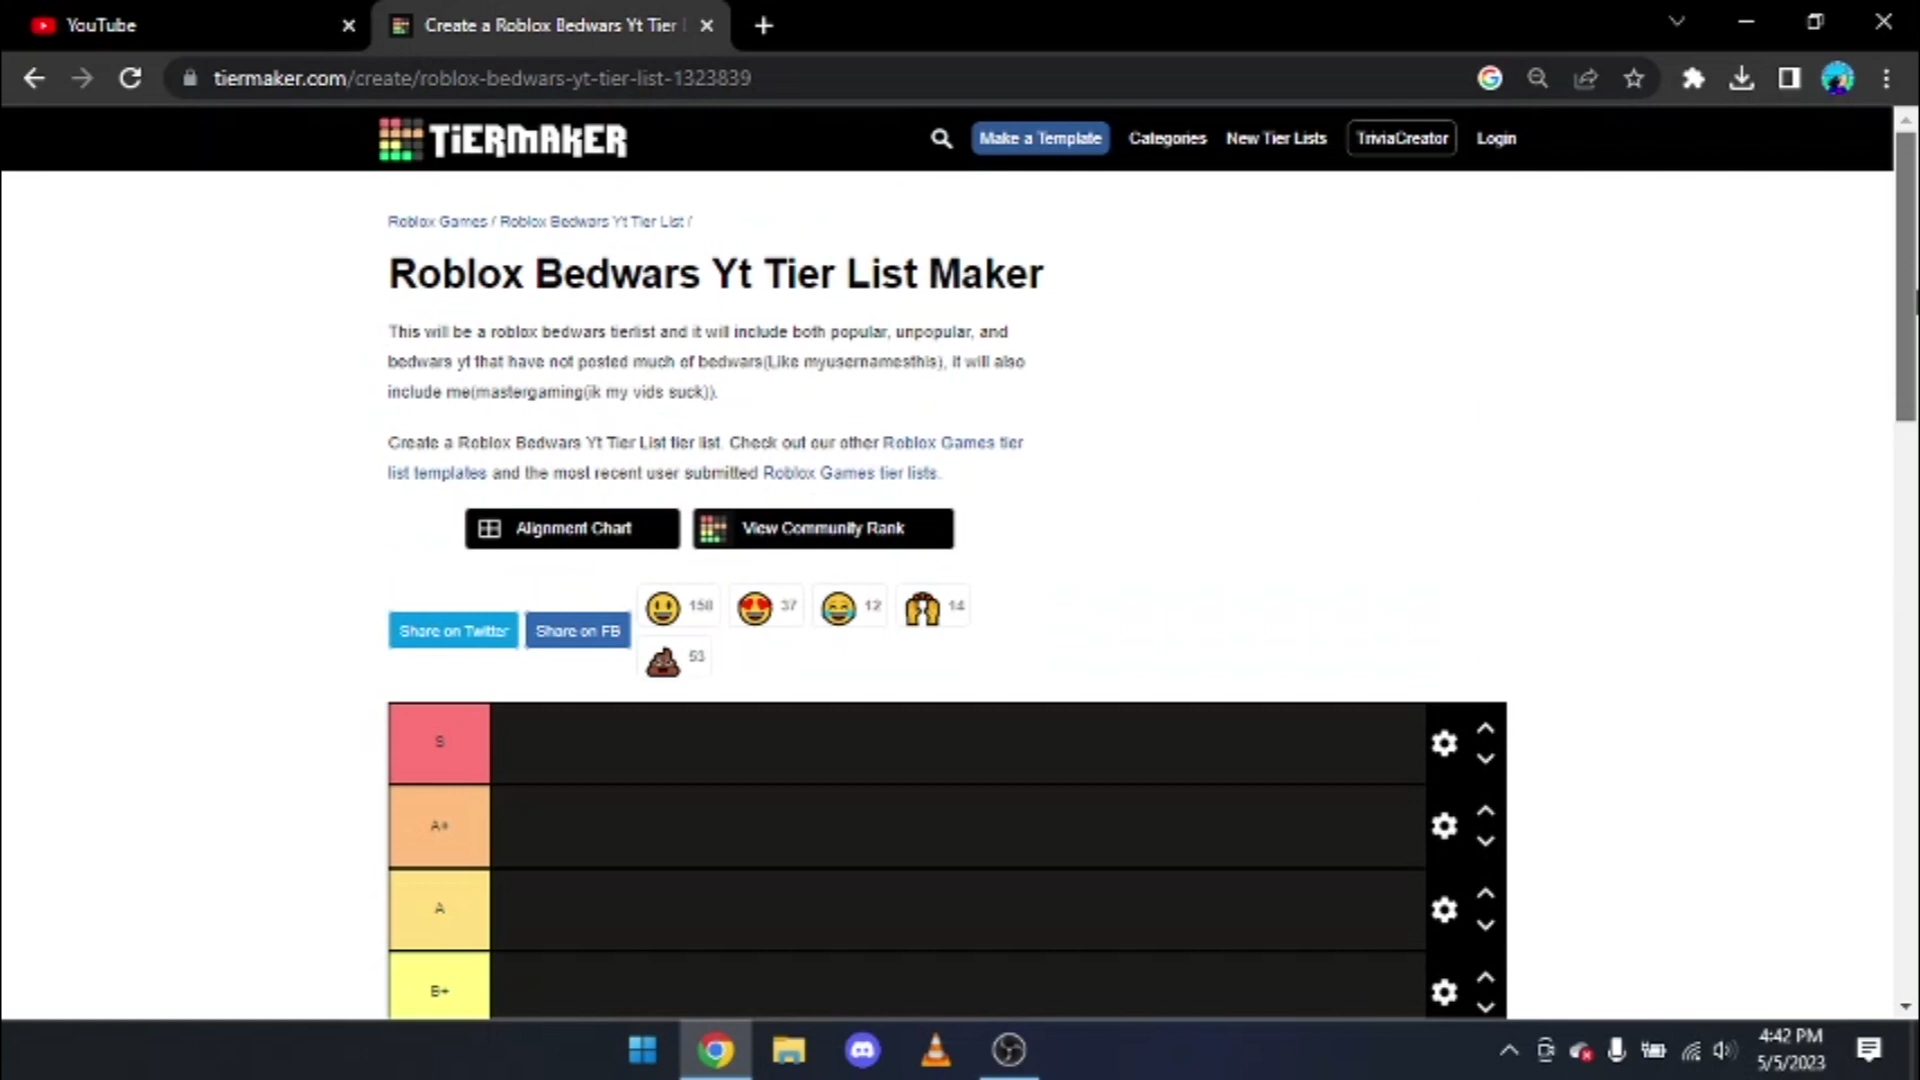 YouTube
Create a Roblox Bedwars Yt Tier
tiermaker.com/create/roblox-bedwars-yt-tier-list-1323839
TiERMAKER
Make a Template
Categories
New Tier Lists
TriviaCreator
Login
Roblox Games / Roblox Bedwars Yt Tier List /
Roblox Bedwars Yt Tier List Maker
This will be a roblox bedwars tierlist and it will include both popular, unpopular, and
bedwars yt that have not posted much of bedwars(Like myusernamesthis), it will also
include me(mastergaming(ik my vids suck)).
Create a Roblox Bedwars Yt Tier List tier list. Check out our other Roblox Games tier
list templates and the most recent user submitted Roblox Games tier lists.
Alignment Chart
View Community Rank
158
37
12
14
Share on Twitter
Share on FB
53
S
A+
A
B+
4:42 PM
5/5/2023